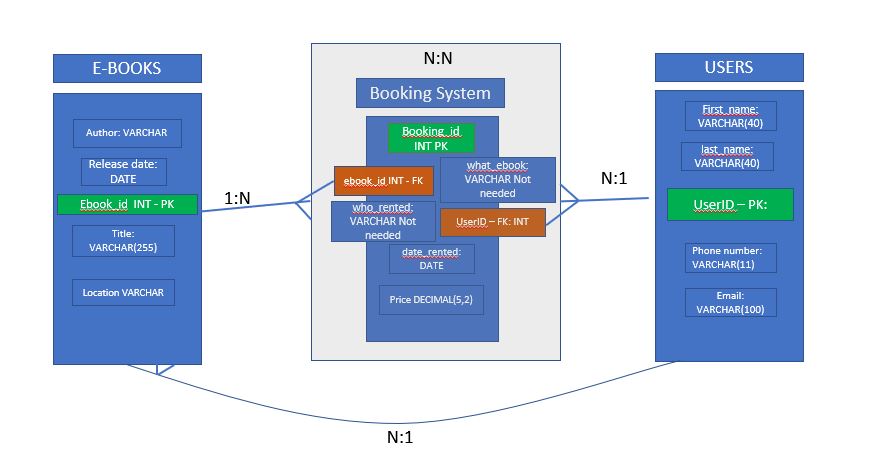 E-BOOKS
Author: VARCHAR
Release date:
DATE
Ebook_id  INT - PK
Title:
VARCHAR(255)
Location VARCHAR
1:N
N:N
Booking System
Booking_id
INT PK
ebook_id INT - FK
what_ebook:
VARCHAR Not
needed
who_rented:
VARCHAR Not
needed
UserID – FK: INT
date_rented:
DATE
Price DECIMAL(5,2)
N:1
USERS
First_name:
VARCHAR(40)
last_name:
VARCHAR(40)
UserID – PK:
Phone number:
VARCHAR(11)
Email:
VARCHAR(100)
N:1